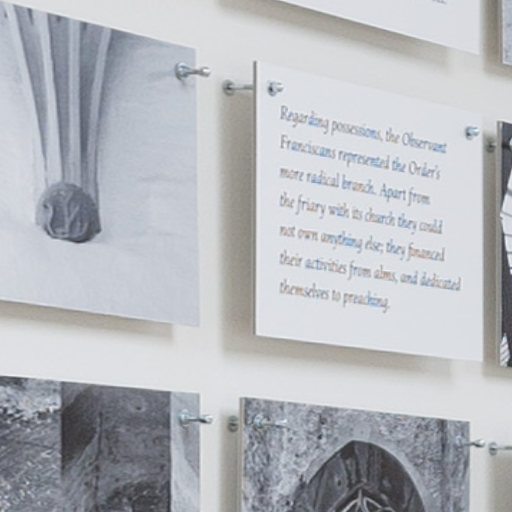 Regarding possessions, the Observant
Franciscans represented the Order's
more radical branch. Apart from
the friary with its church they could
not own anything else; they financed
their activities from alms, and dedicated
themselves to preaching.